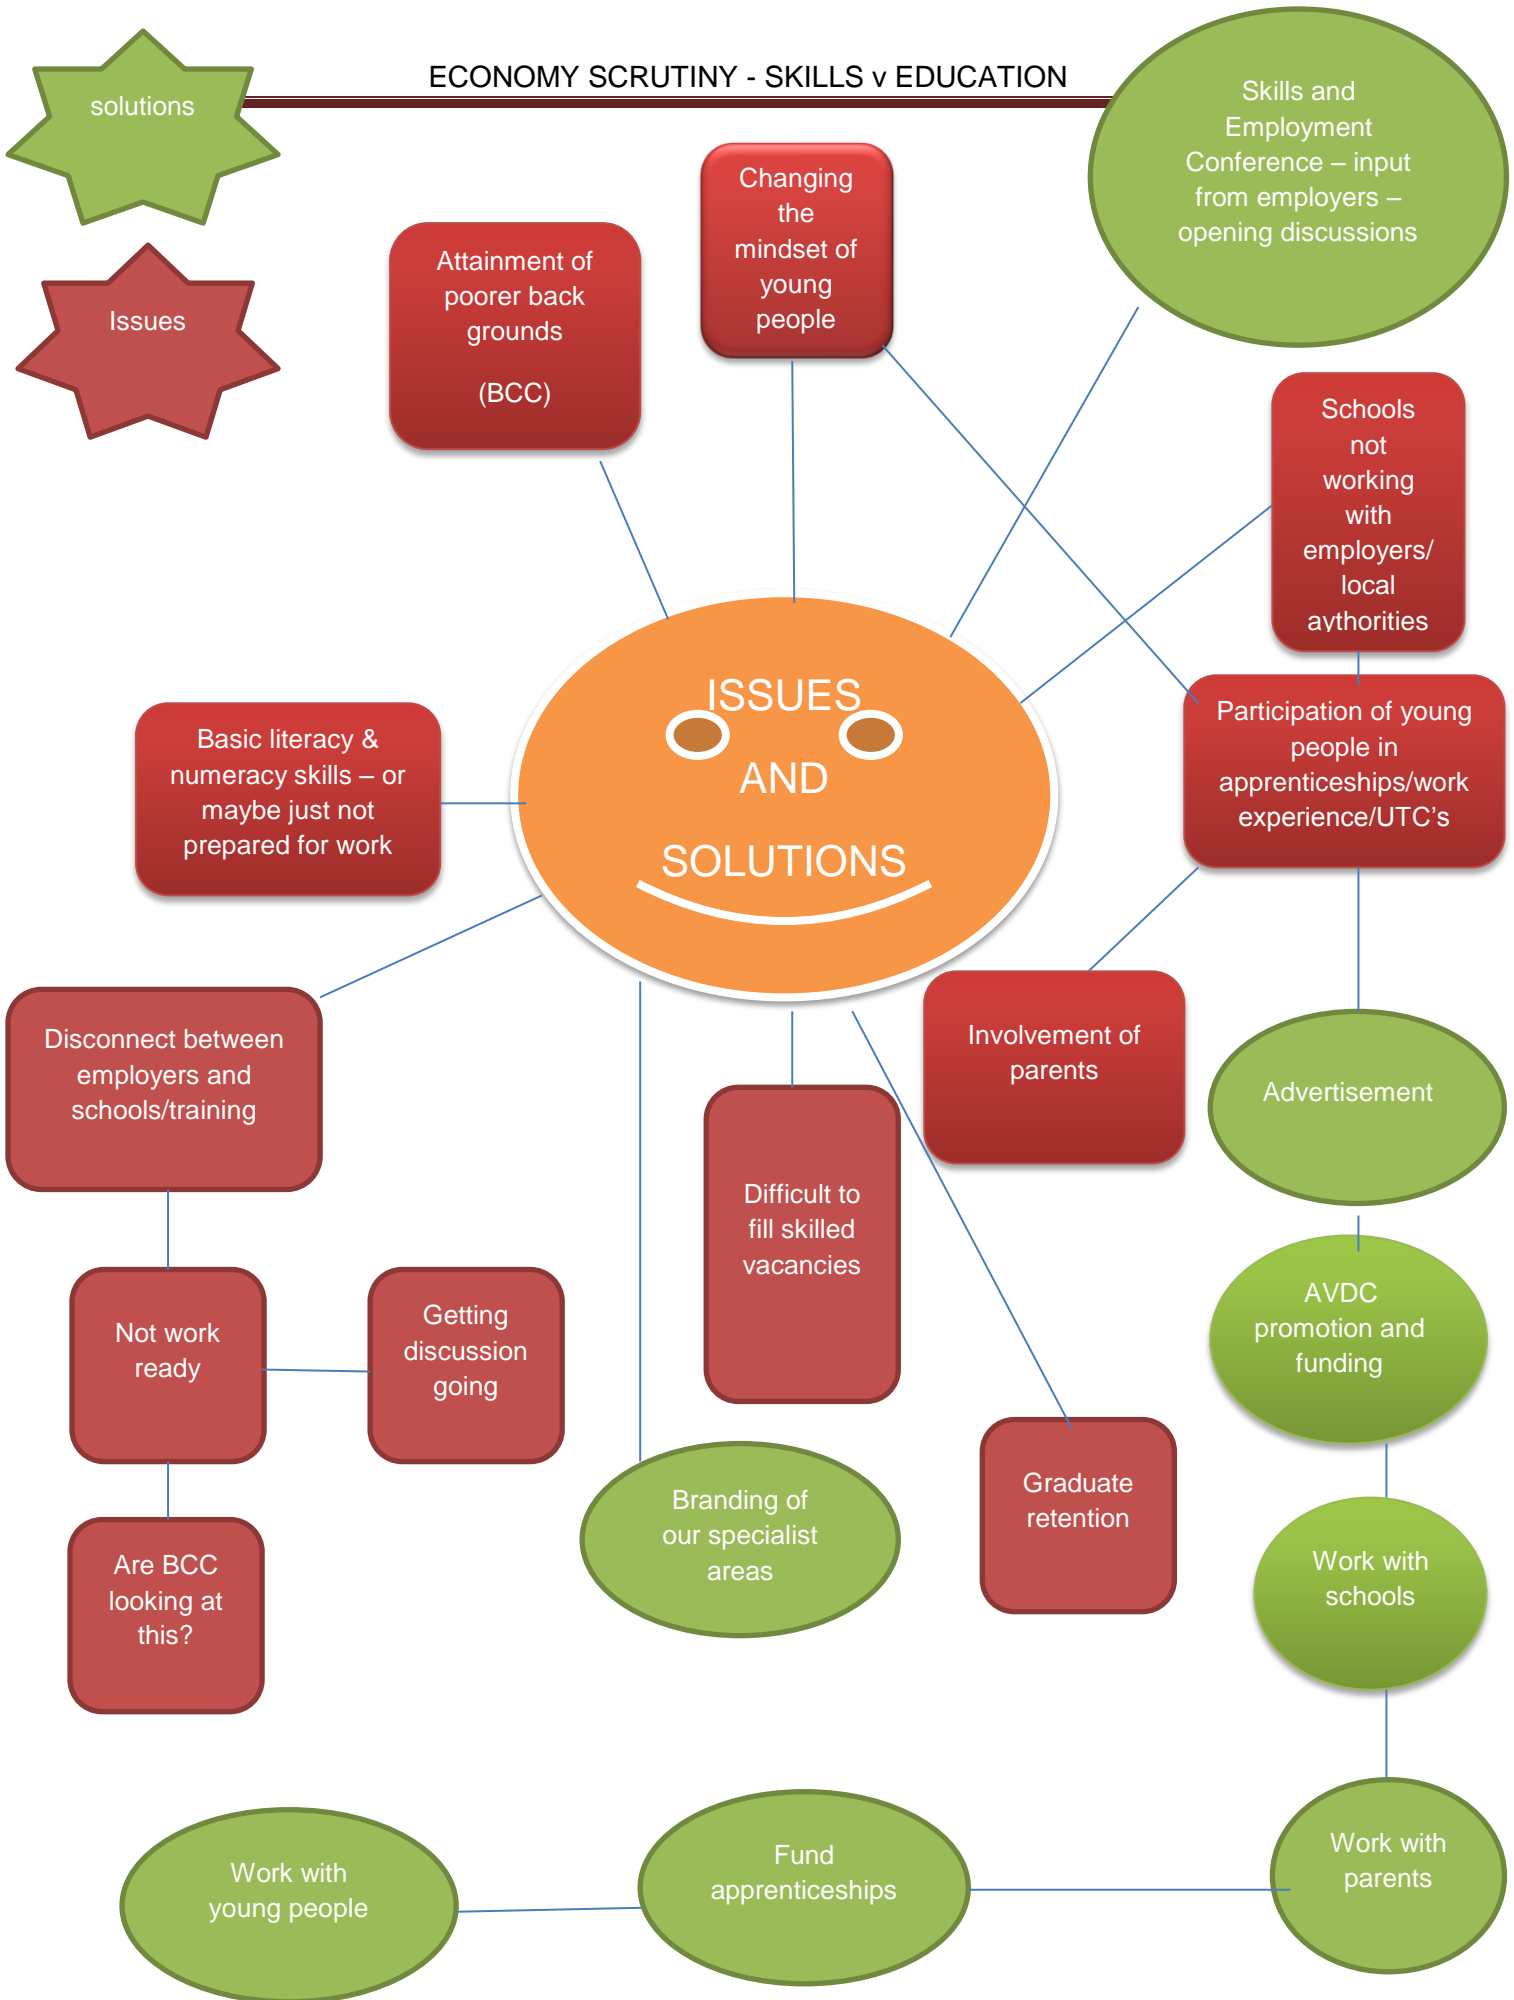 ECONOMY SCRUTINY - SKILLS v EDUCATION
solutions
Issues
Skills and
Employment
Conference – input
from employers –
opening discussions
Changing
the
mindset of
young
people
Attainment of
poorer back
grounds
(BCC)
Schools
not
working
with
employers/
local
aythorities
ISSUES
AND
SOLUTIONS
Participation of young
people in
apprenticeships/work
experience/UTC’s
Basic literacy &
numeracy skills – or
maybe just not
prepared for work
Disconnect between
employers and
schools/training
Involvement of
parents
Advertisement
Difficult to
fill skilled
vacancies
Not work
ready
Getting
discussion
going
AVDC
promotion and
funding
Branding of
our specialist
areas
Graduate
retention
Are BCC
looking at
this?
Work with
schools
Work with
young people
Fund
apprenticeships
Work with
parents